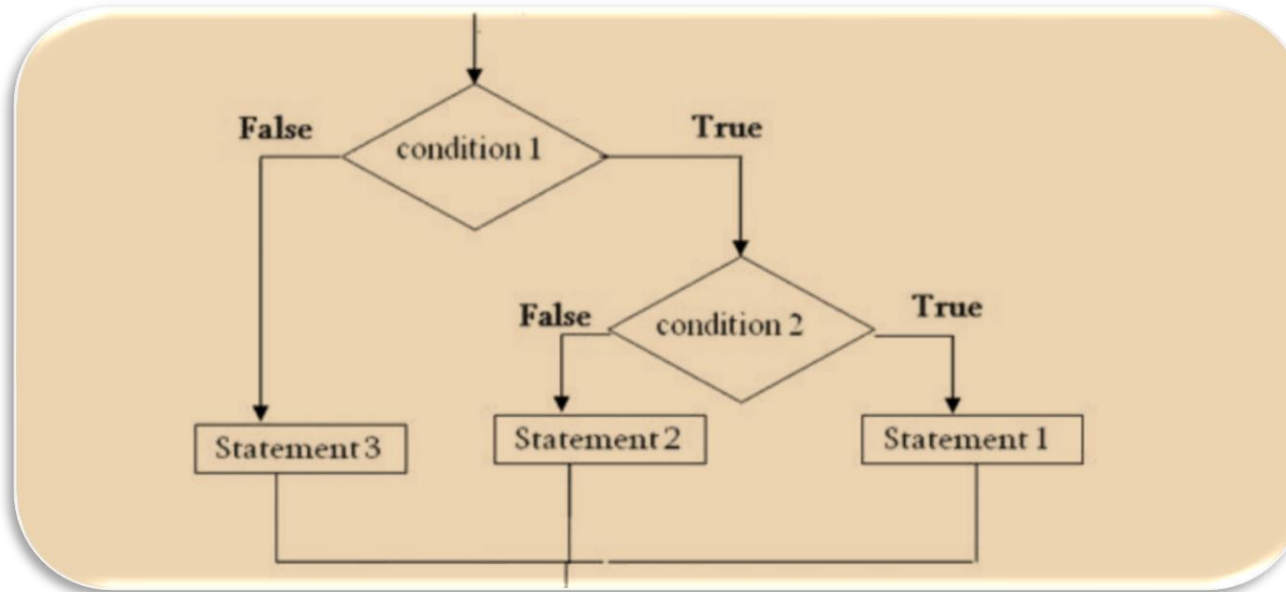 False
True
condition 1
False
True
condition 2
Statement 3
Statement 2
Statement 1